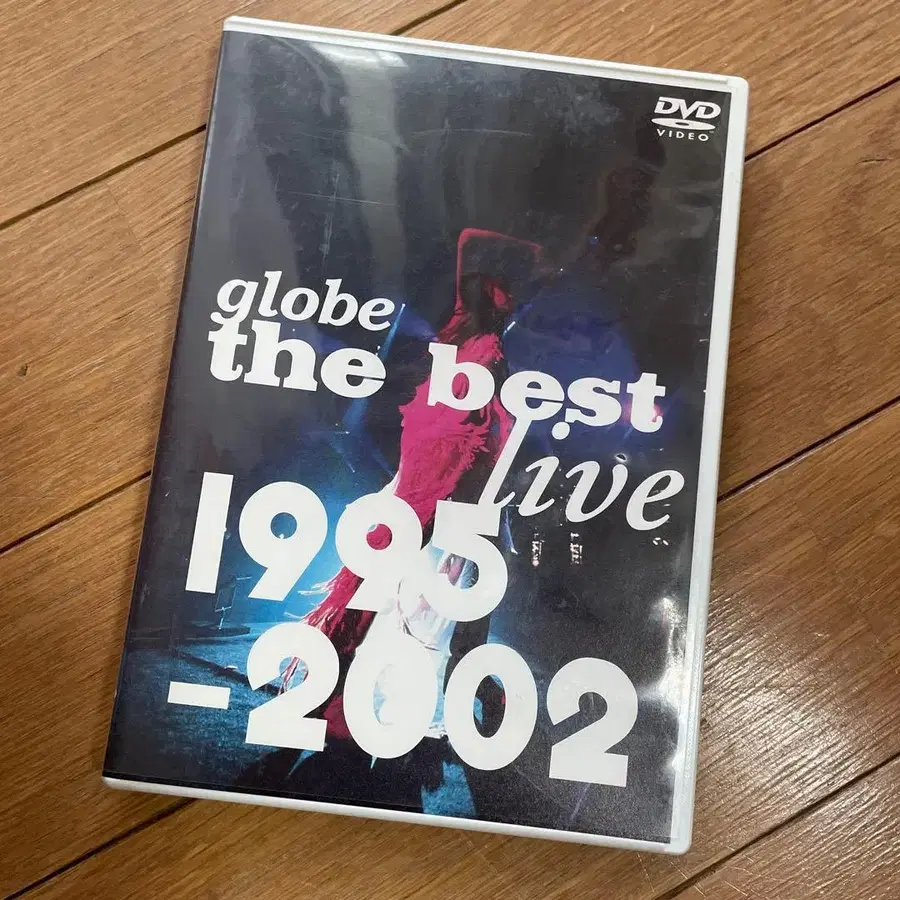 DVD
VIDEO
globe
the best
live
1995
-2002